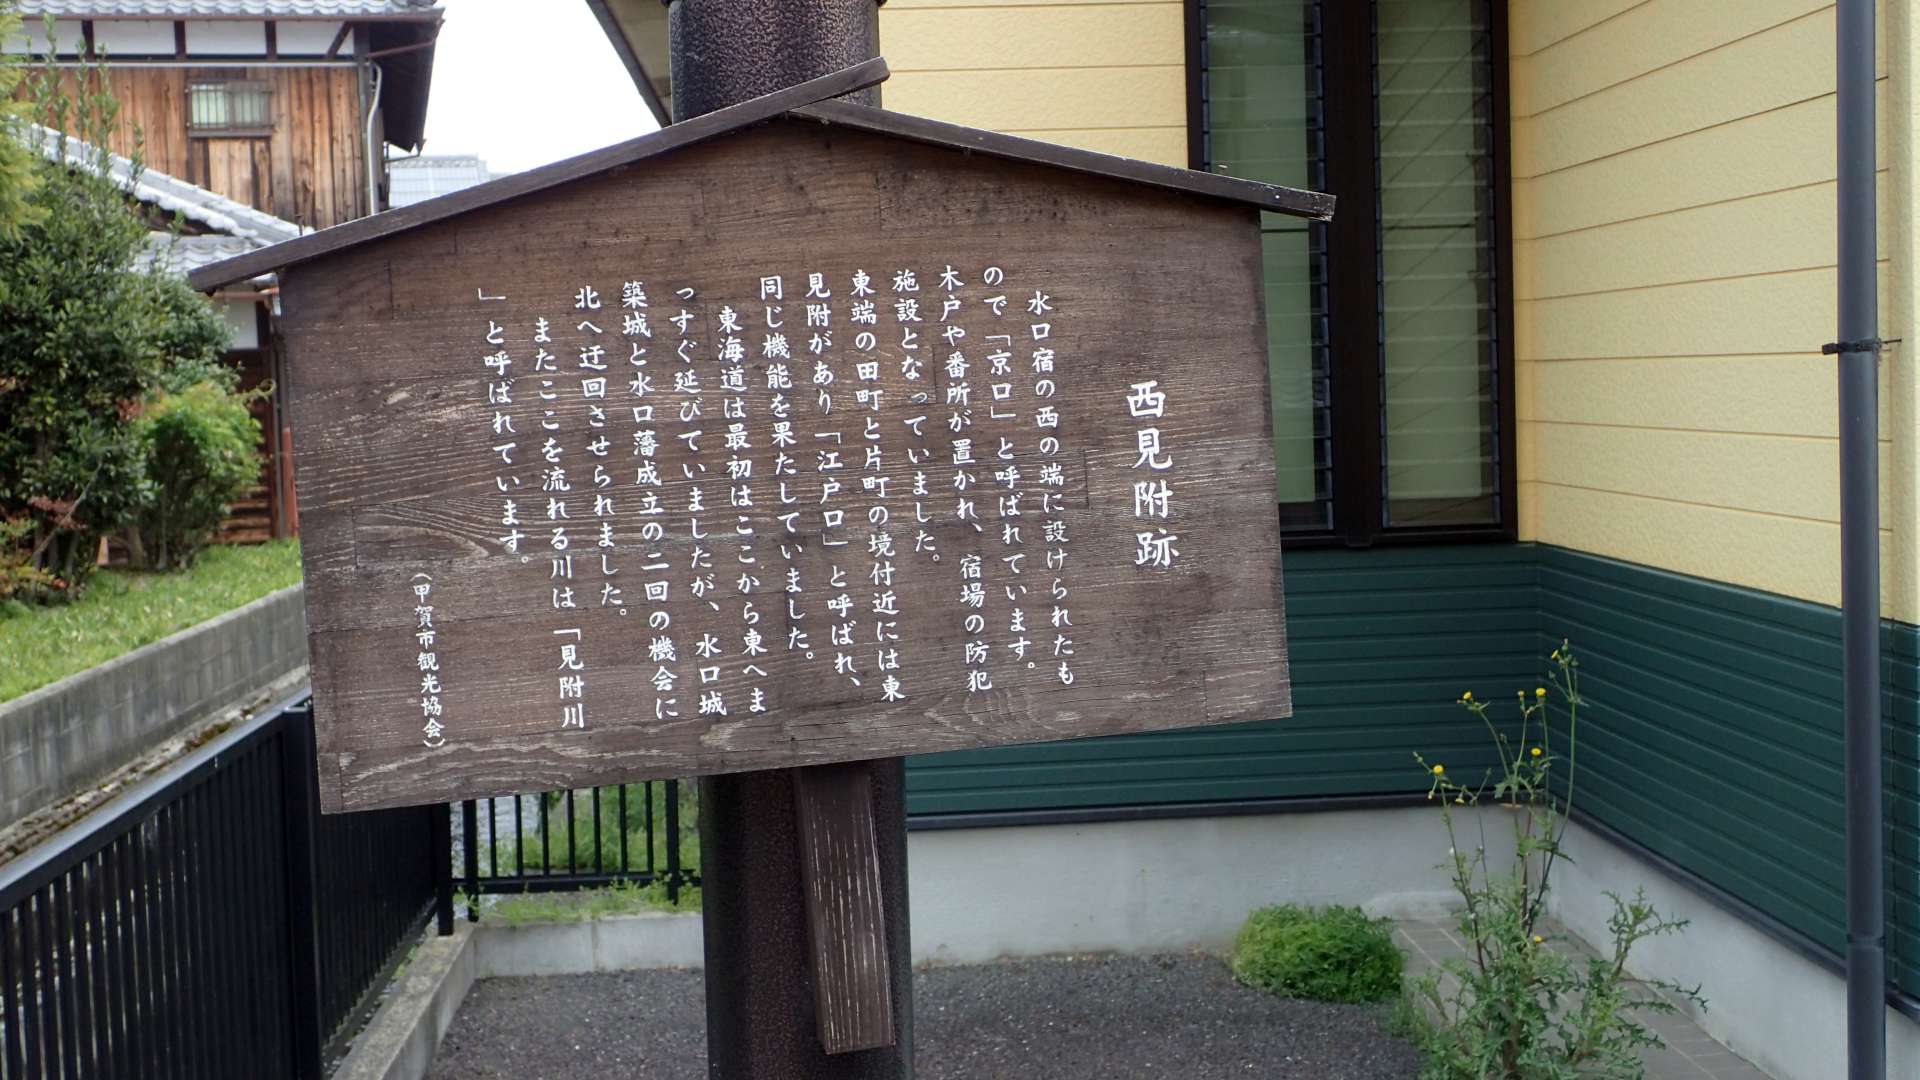 西見附跡
水口宿の西の端に設けられたも
ので「京口」と呼ばれています。
木戸や番所が置かれ、宿場の防犯
施設となっていました。
東端の田町と片町の境付近には東
見附があり「江戸口」と呼ばれ、
同じ機能を果たしていました。
東海道は最初はここから東へま
っすぐ延びていましたが、水口城
築城と水口藩成立の二回の機会に
北へ迂回させられました。
またここを流れる川は「見附川
」と呼ばれています。
（甲賀市観光協会）